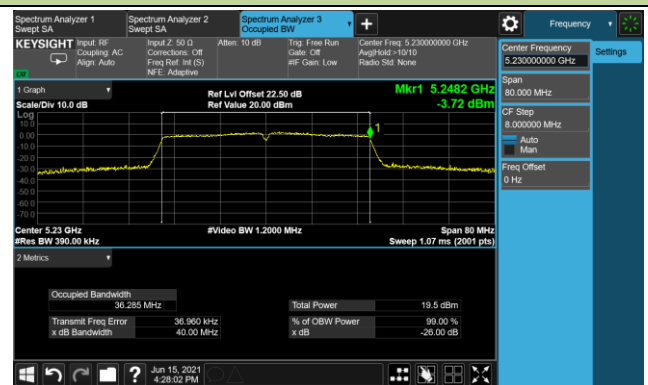 Spectrum Analyzer 1
Swept SA
Spectrum Analyzer 2
Swept SA
Spectrum Analyzer 3
Occupied BW
Frequency
KEYSIGHT
Input: RF
Coupling: AC
Align: Auto
Input Z: 50 Ω
Corrections: Off
Freq Ref: Int (S)
NFE: Adaptive
Atten: 10 dB
Trig: Free Run
Gate: Off
#IF Gain: Low
Center Freq: 5.230000000 GHz
Avg|Hold:>10/10
Radio Std: None
LXI
Center Frequency
5.230000000 GHz
Settings
Span
80.000 MHz
CF Step
8.000000 MHz
Auto
Man
Freq Offset
0 Hz
1 Graph
Scale/Div 10.0 dB
Ref Lvl Offset 22.50 dB
Ref Value 20.00 dBm
Mkr1 5.2482 GHz
-3.72 dBm
Log
10.0
0.00
-10.0
-20.0
-30.0
-40.0
-50.0
-60.0
-70.0
1
Center 5.23 GHz
#Video BW 1.2000 MHz
Span 80 MHz
#Res BW 390.00 kHz
Sweep 1.07 ms (2001 pts)
2 Metrics
Occupied Bandwidth
36.285 MHz
Total Power 19.5 dBm
Transmit Freq Error 36.960 kHz
% of OBW Power 99.00 %
x dB Bandwidth 40.00 MHz
x dB -26.00 dB
Jun 15, 2021
4:28:02 PM